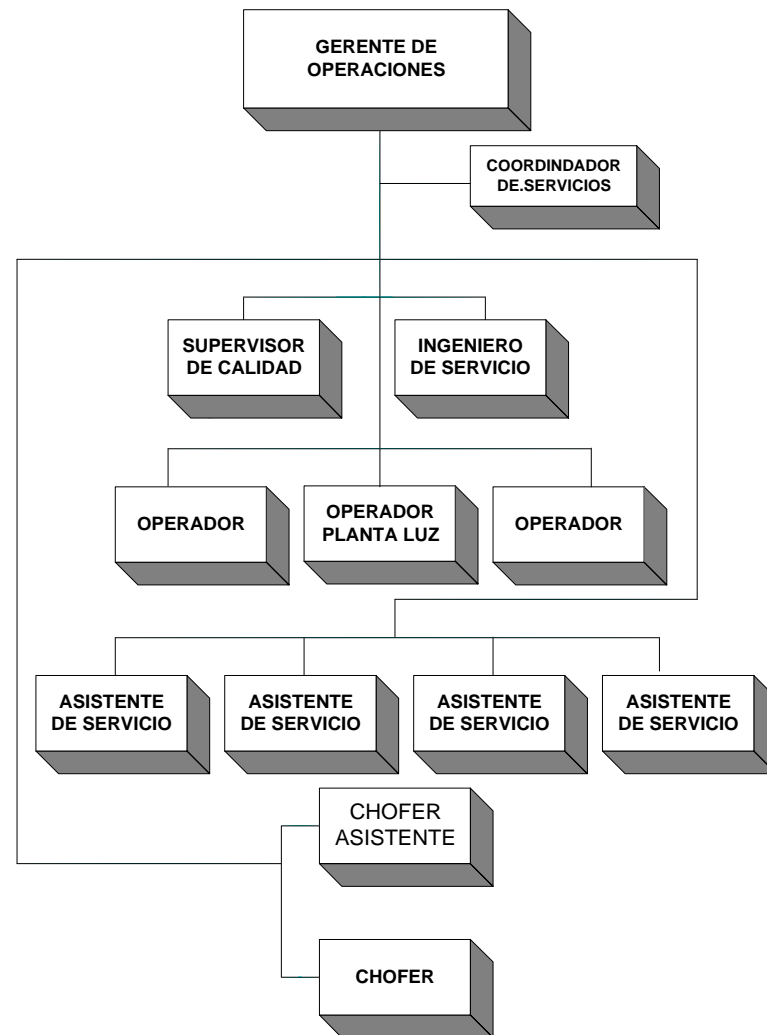 GERENTE DE
OPERACIONES
COORDINDADOR
DE.SERVICIOS
SUPERVISOR
DE CALIDAD
INGENIERO
DE SERVICIO
OPERADOR
OPERADOR
PLANTA LUZ
OPERADOR
ASISTENTE
DE SERVICIO
ASISTENTE
DE SERVICIO
ASISTENTE
DE SERVICIO
ASISTENTE
DE SERVICIO
CHOFER
ASISTENTE
CHOFER